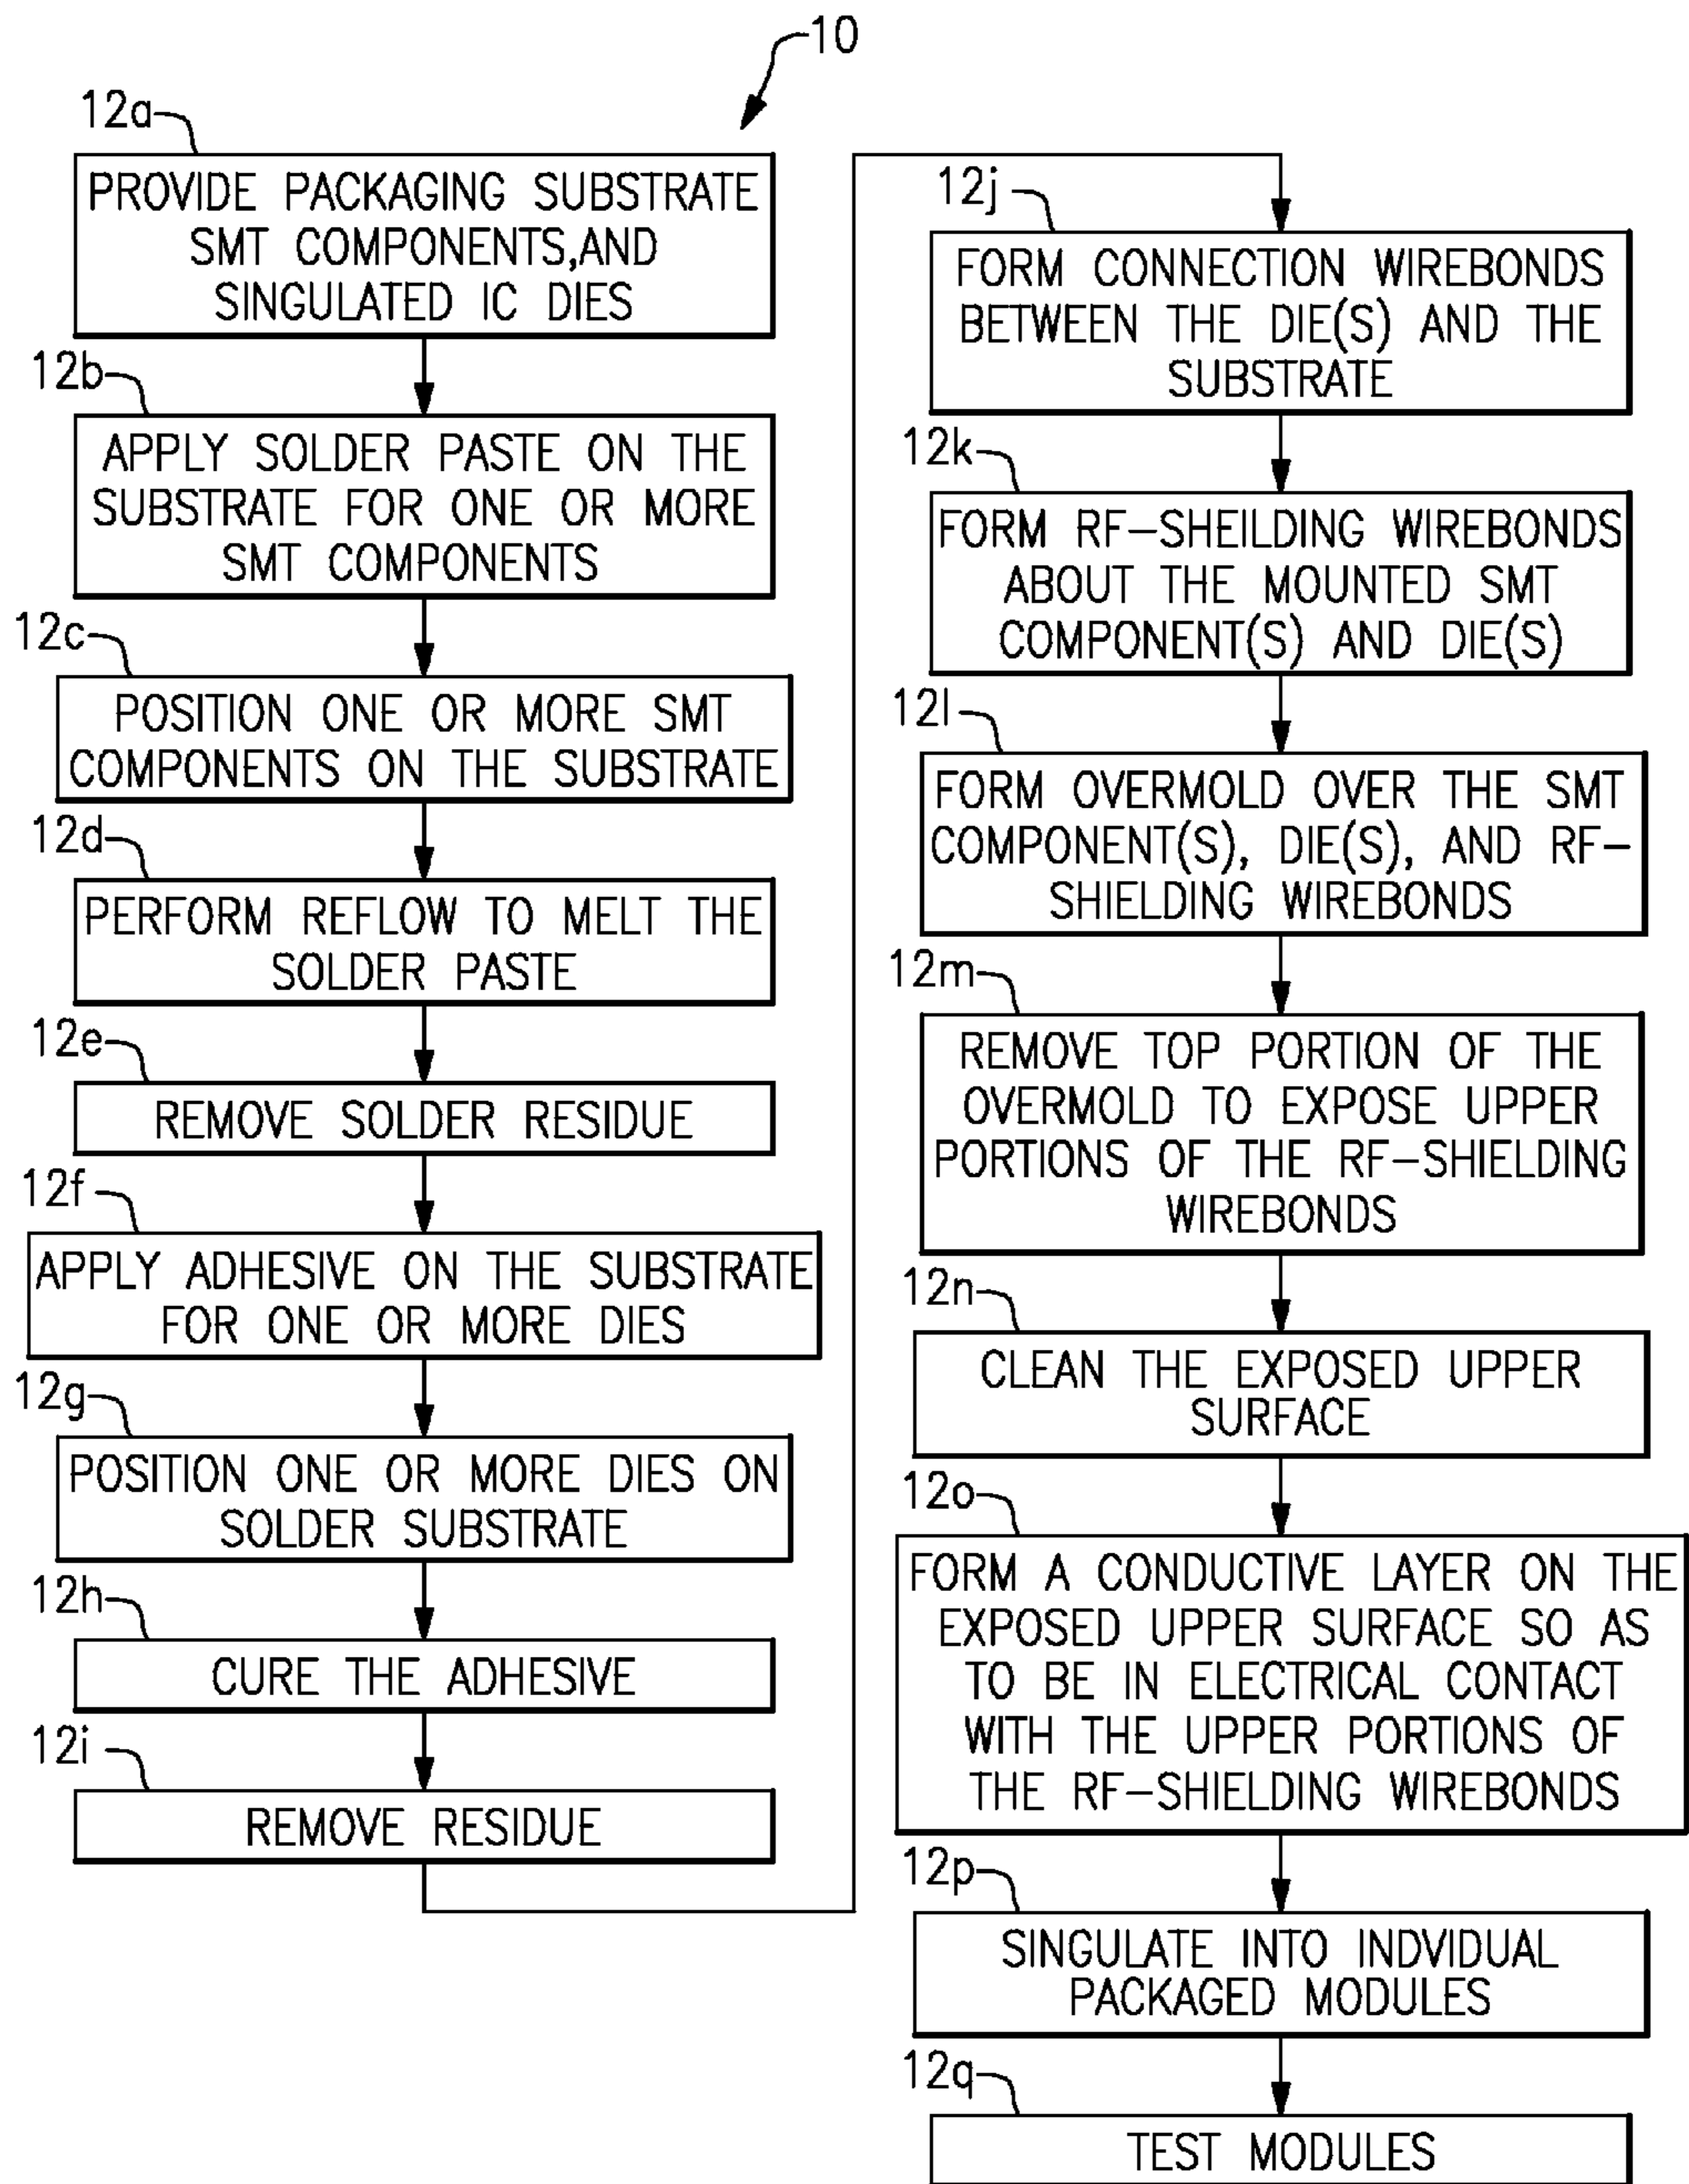 10
12a
PROVIDE PACKAGING SUBSTRATE
SMT COMPONENTS,AND
SINGULATED IC DIES
12b
APPLY SOLDER PASTE ON THE
SUBSTRATE FOR ONE OR MORE
SMT COMPONENTS
12c
POSITION ONE OR MORE SMT
COMPONENTS ON THE SUBSTRATE
12d
PERFORM REFLOW TO MELT THE
SOLDER PASTE
12e
REMOVE SOLDER RESIDUE
12f
APPLY ADHESIVE ON THE SUBSTRATE
FOR ONE OR MORE DIES
12g
POSITION ONE OR MORE DIES ON
SOLDER SUBSTRATE
12h
CURE THE ADHESIVE
12i
REMOVE RESIDUE
12j
FORM CONNECTION WIREBONDS
BETWEEN THE DIE(S) AND THE
SUBSTRATE
12k
FORM RF-SHEILDING WIREBONDS
ABOUT THE MOUNTED SMT
COMPONENT(S) AND DIE(S)
12l
FORM OVERMOLD OVER THE SMT
COMPONENT(S), DIE(S), AND RF-
SHIELDING WIREBONDS
12m
REMOVE TOP PORTION OF THE
OVERMOLD TO EXPOSE UPPER
PORTIONS OF THE RF-SHIELDING
WIREBONDS
12n
CLEAN THE EXPOSED UPPER
SURFACE
12o
FORM A CONDUCTIVE LAYER ON THE
EXPOSED UPPER SURFACE SO AS
TO BE IN ELECTRICAL CONTACT
WITH THE UPPER PORTIONS OF
THE RF-SHIELDING WIREBONDS
12p
SINGULATE INTO INDVIDUAL
PACKAGED MODULES
12q
TEST MODULES